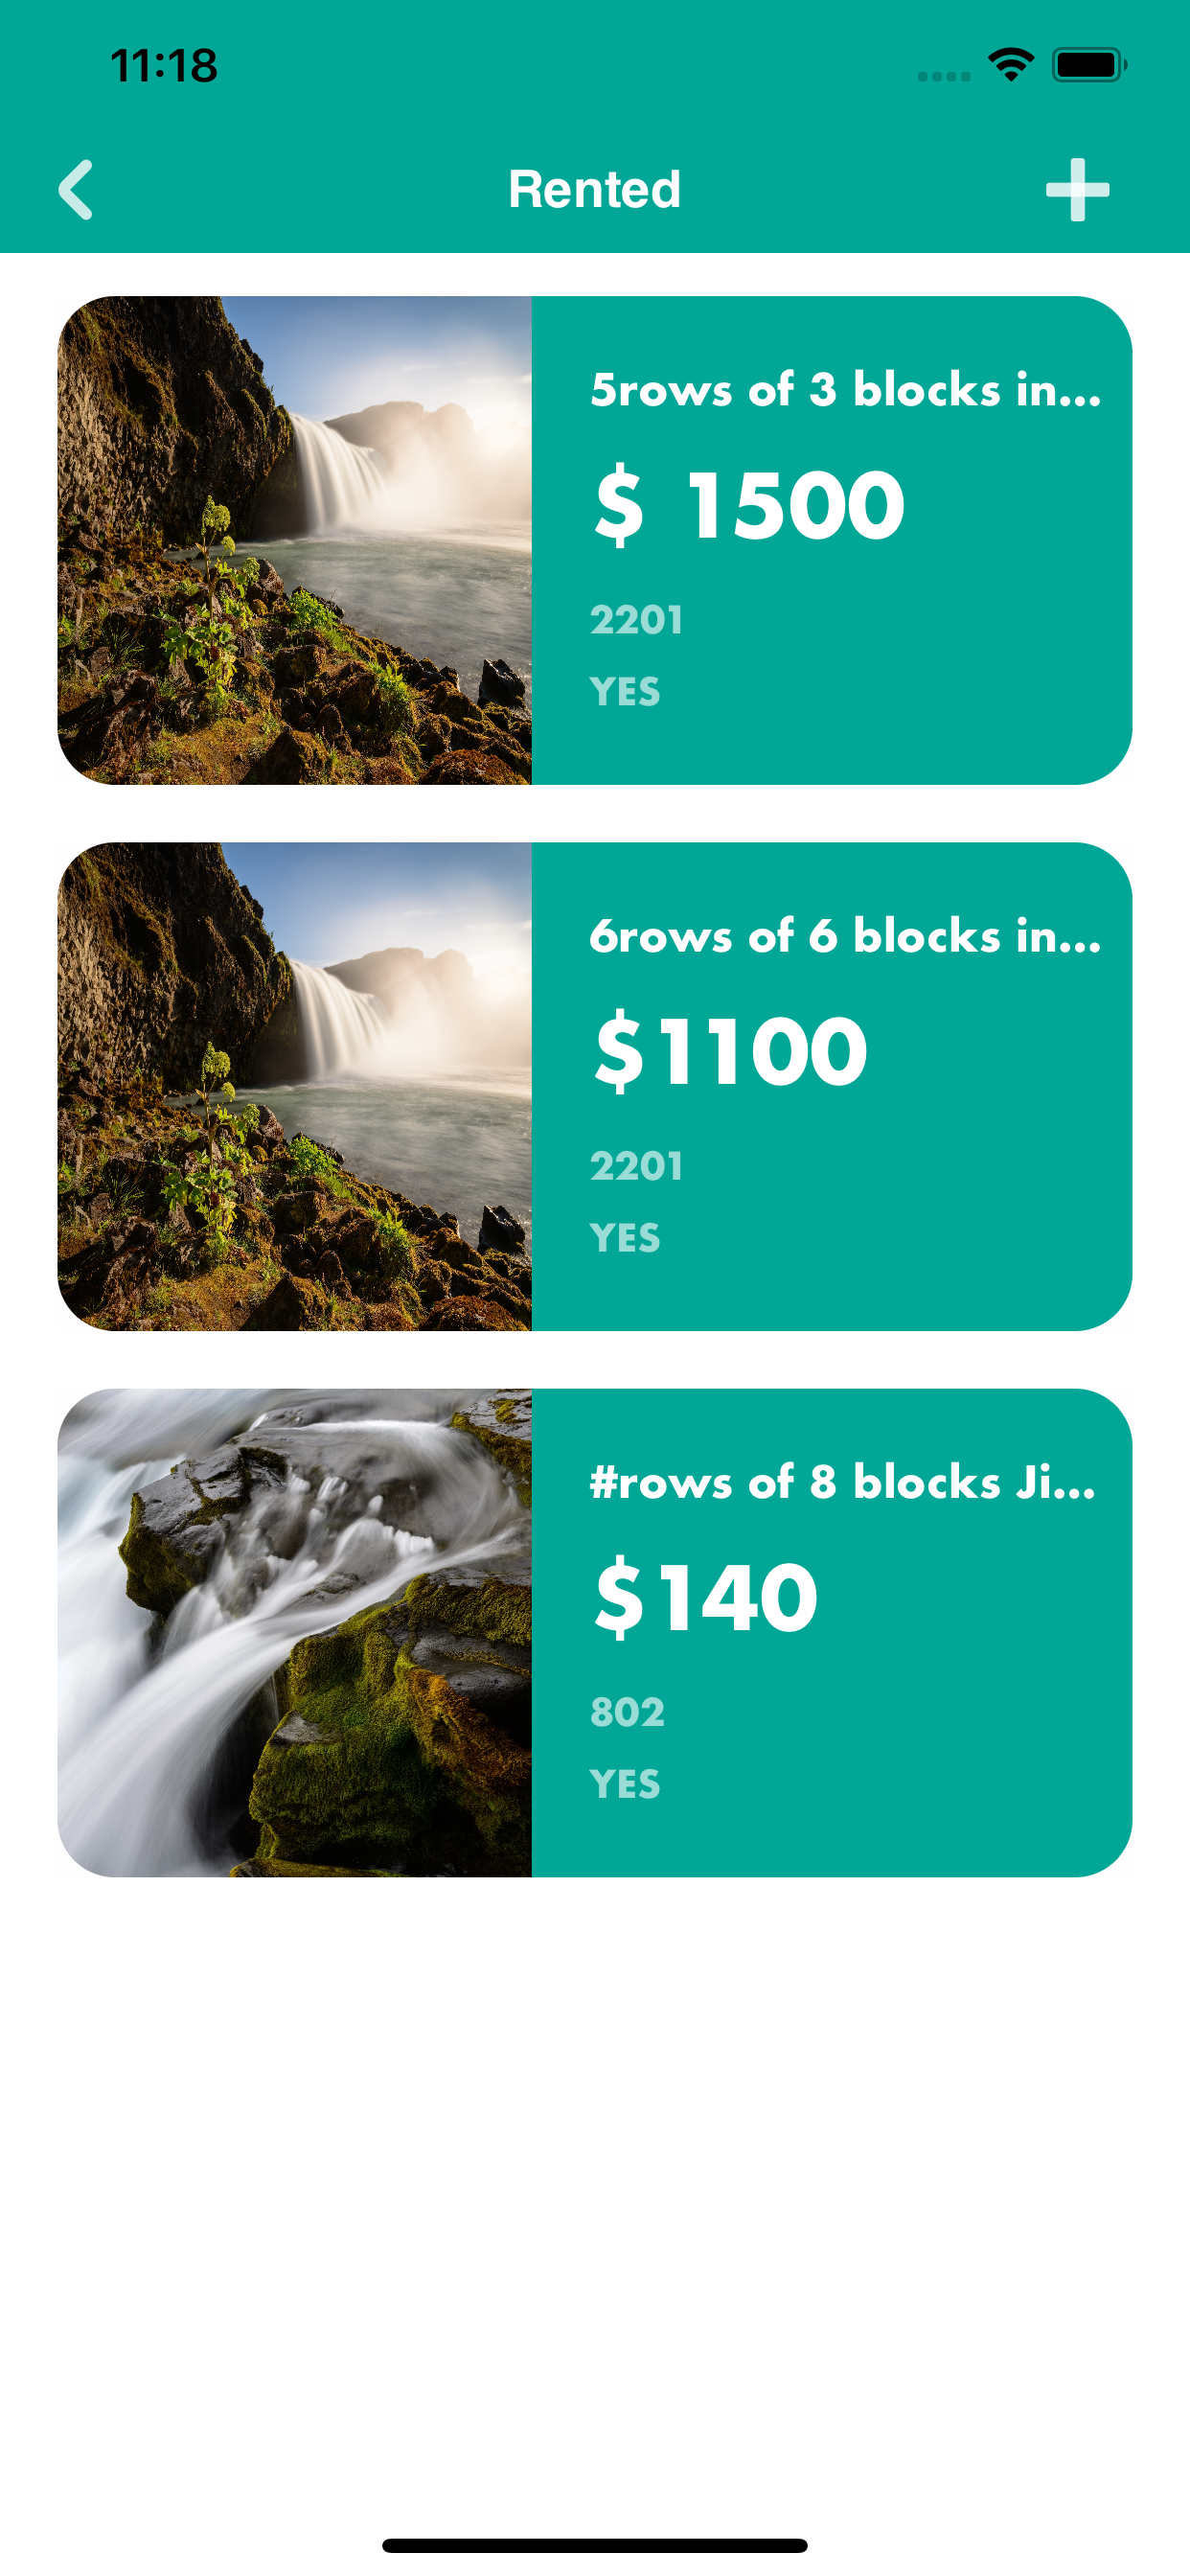 11:18
Rented
5rows of 3 blocks in...
$ 1500
2201
YES
6rows of 6 blocks in...
$1100
2201
YES
#rows of 8 blocks Ji...
$140
802
YES